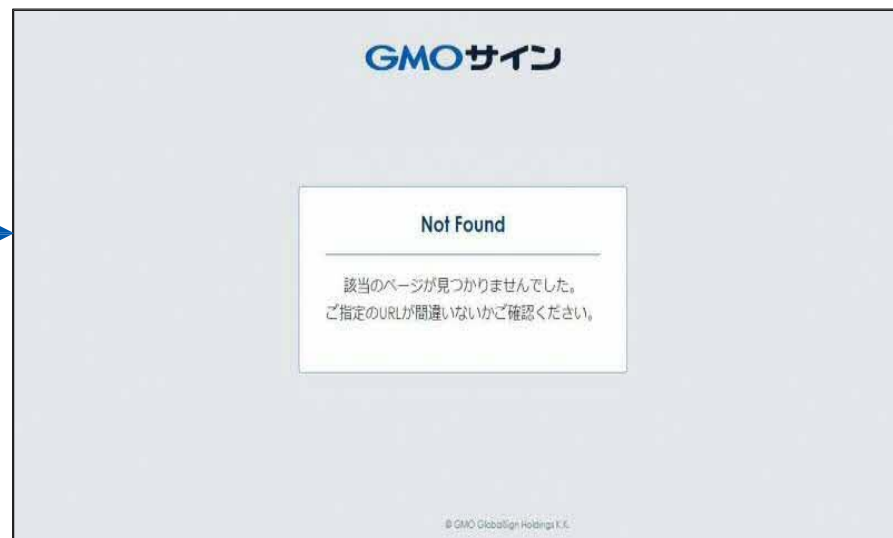 GMOサイン
Not Found
該当のページが見つかりませんでした。
ご指定のURLが間違いないかご確認ください。
© GMO GlobalSign Holdings K.K.